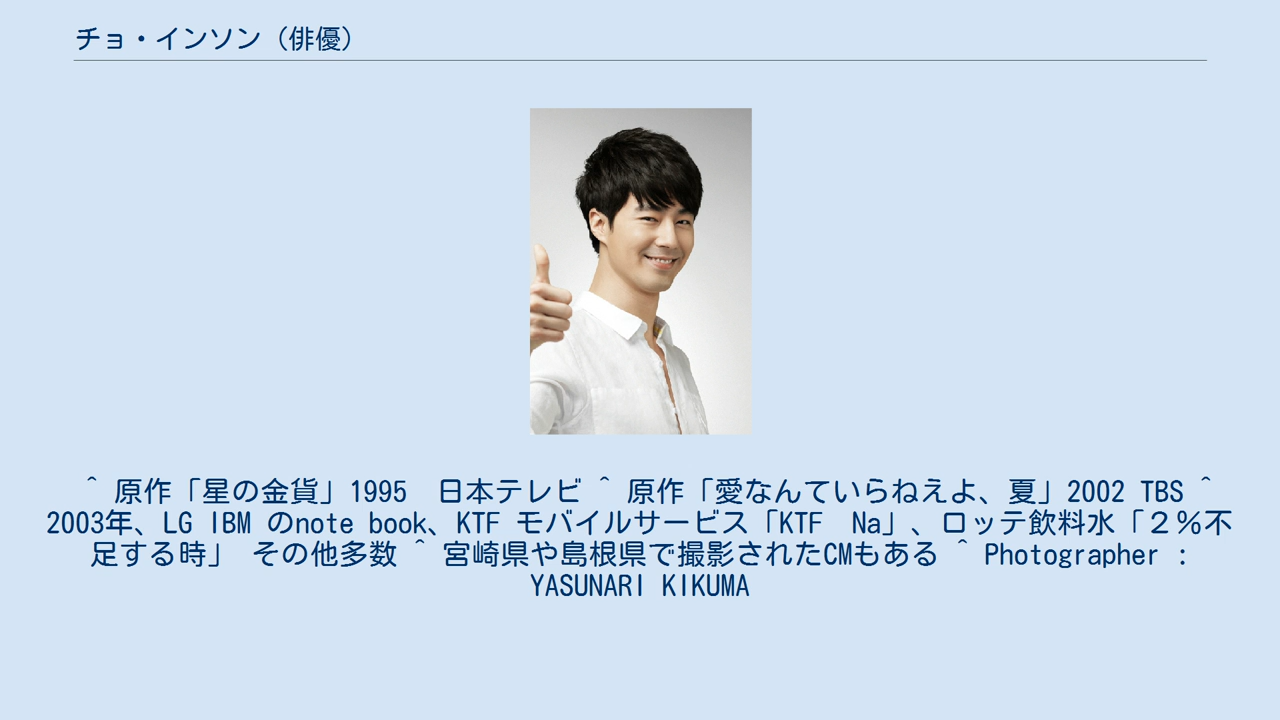 チョ・インソン（俳優）
^ 原作「星の金貨」1995　日本テレビ ^ 原作「愛なんていらねえよ、夏」2002 TBS ^
2003年、LG IBM のnote book、KTF モバイルサービス「KTF　Na」、ロッテ飲料水「２％不
足する時」 その他多数 ^ 宮崎県や島根県で撮影されたCMもある ^ Photographer :
YASUNARI KIKUMA